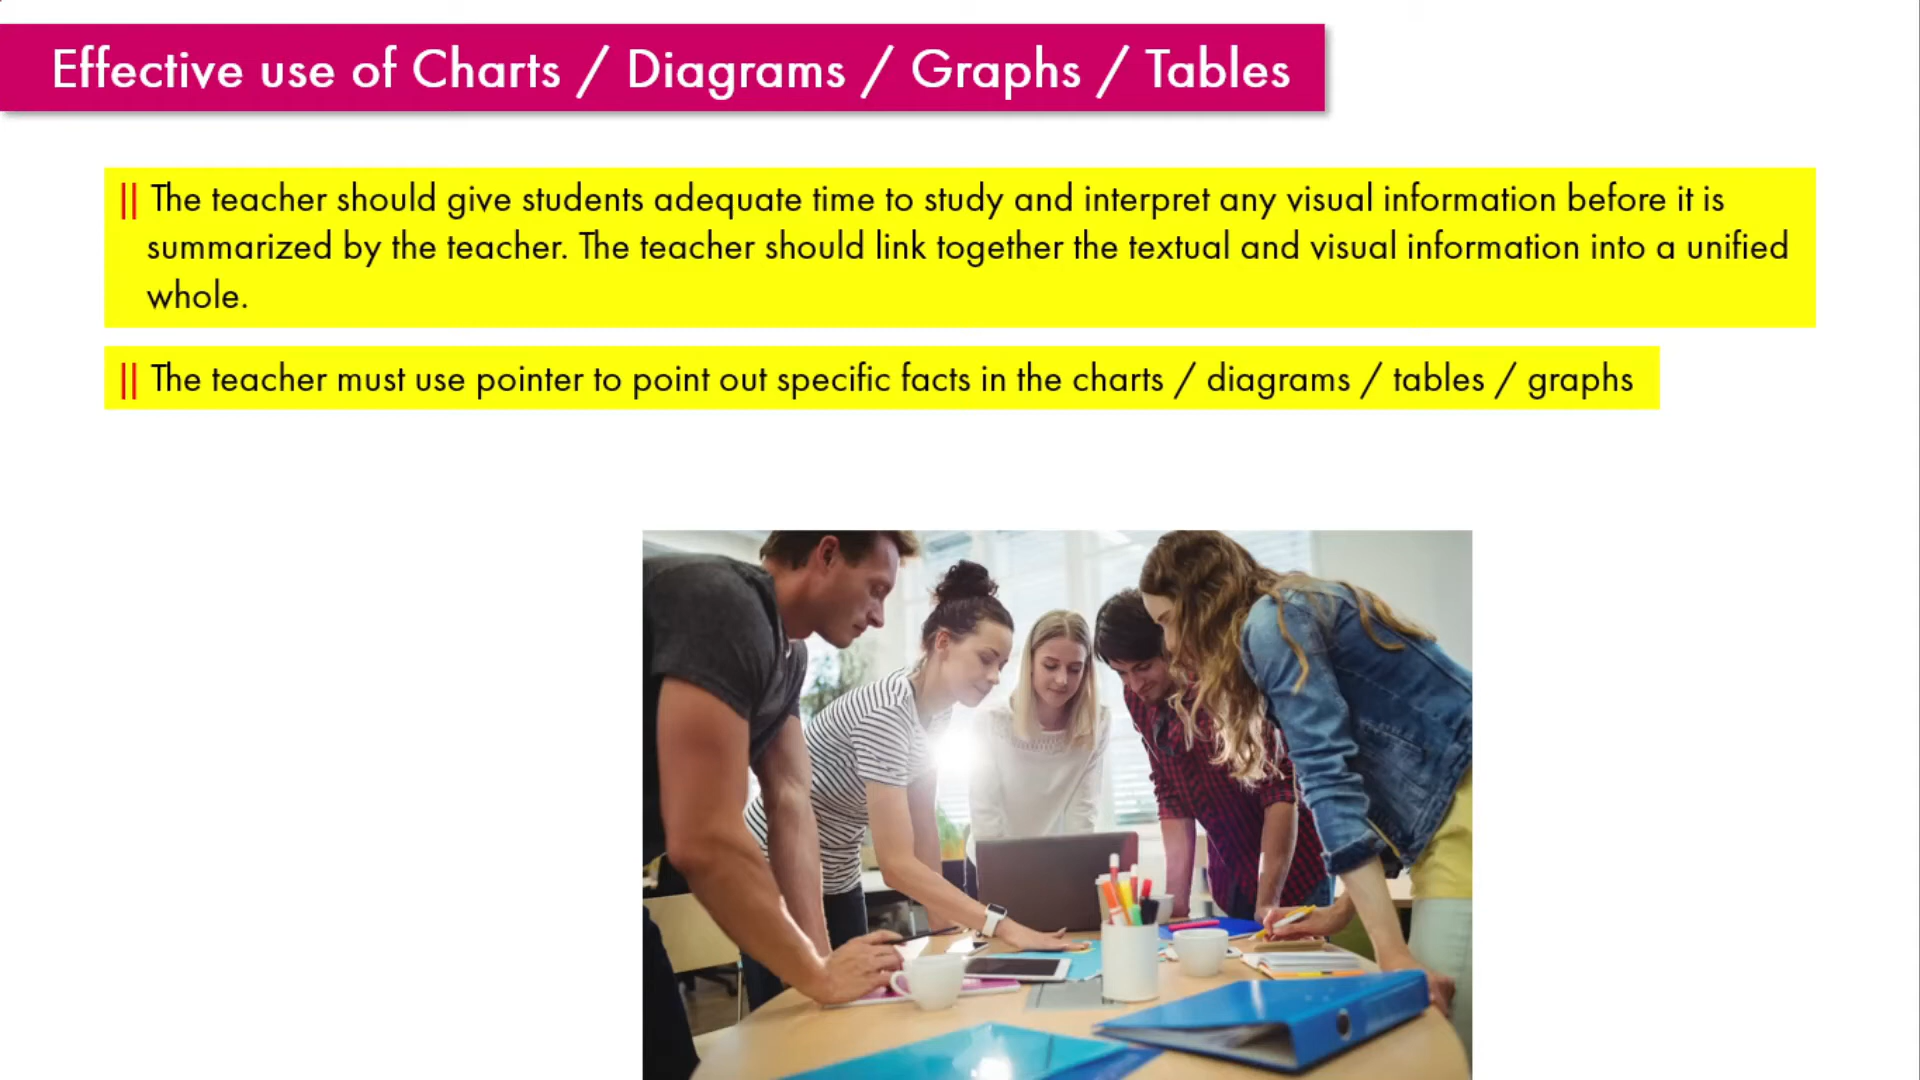 Effective use of Charts / Diagrams / Graphs / Tables
|| The teacher should give students adequate time to study and interpret any visual information before it is
summarized by the teacher. The teacher should link together the textual and visual information into a unified
whole.
|| The teacher must use pointer to point out specific facts in the charts / diagrams / tables / graphs